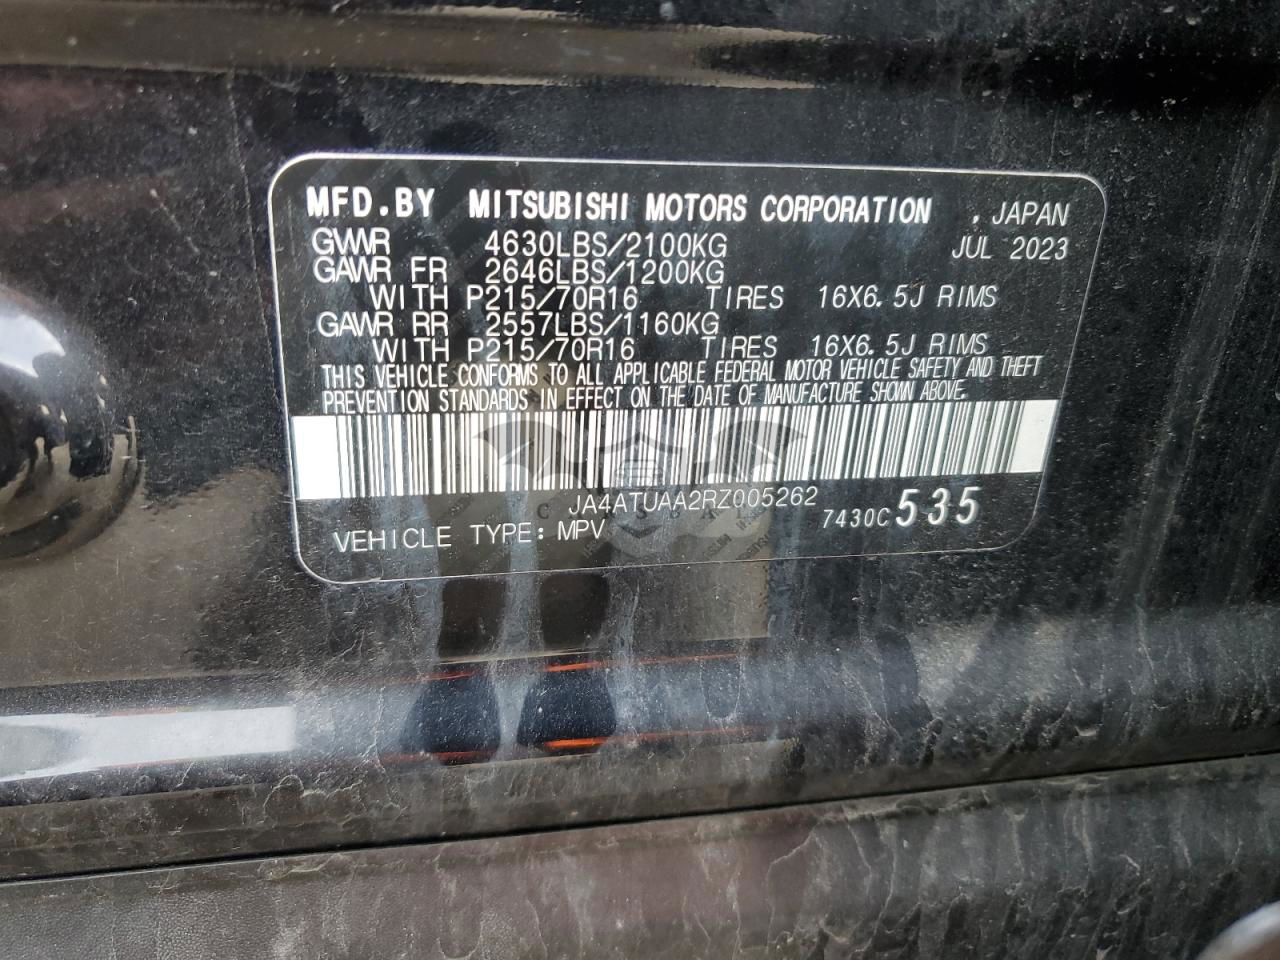 MFD.BY MITSUBISHI MOTORS CORPORATION , JAPAN
GVWR 4630LBS/2100KG JUL 2023
GAWR FR 2646LBS/1200KG
WITH P215/70R16 TIRES 16X6.5J RIMS
GAWR RR 2557LBS/1160KG
WITH P215/70R16 TIRES 16X6.5J RIMS
THIS VEHICLE CONFORMS TO ALL APPLICABLE FEDERAL MOTOR VEHICLE SAFETY AND THEFT
PREVENTION STANDARDS IN EFFECT ON THE DATE OF MANUFACTURE SHOWN ABOVE.
JA4ATUAA2RZ005262
VEHICLE TYPE: MPV 7430C 535